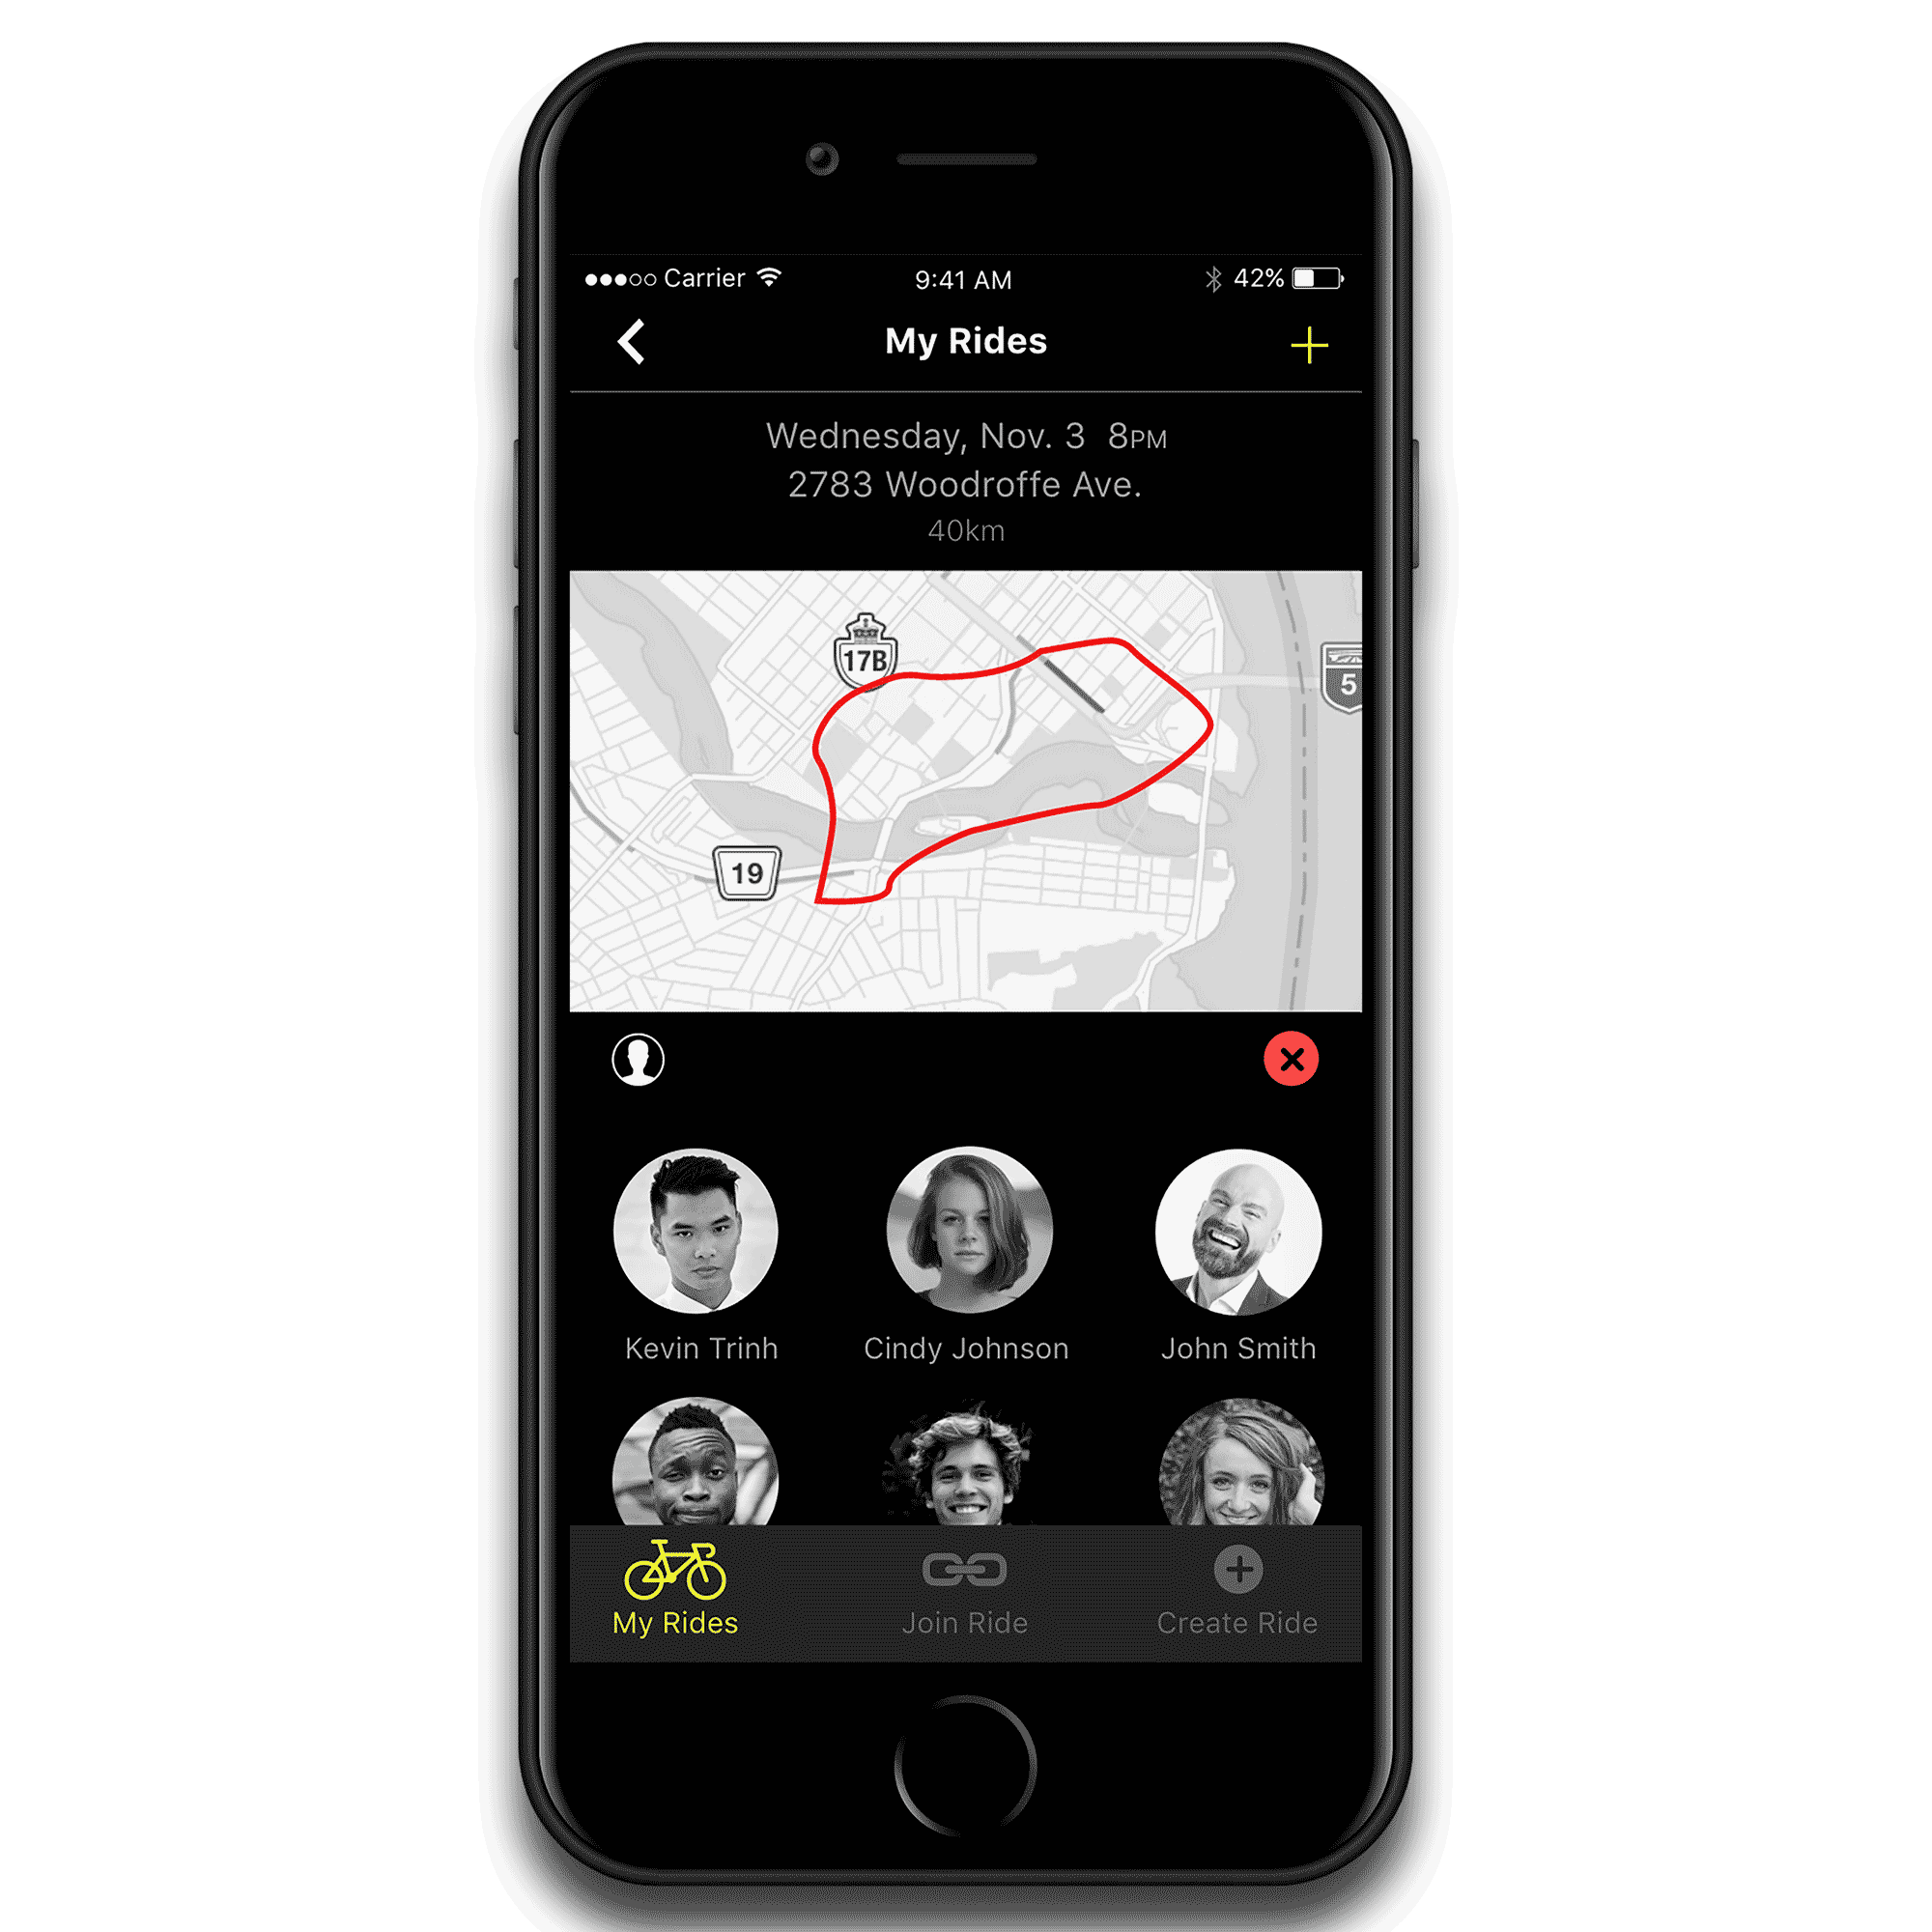 Carrier 9:41 AM 42%
My Rides
Wednesday, Nov. 3 8PM
2783 Woodroffe Ave.
40km
17B
5
19
Kevin Trinh Cindy Johnson John Smith
My Rides Join Ride Create Ride